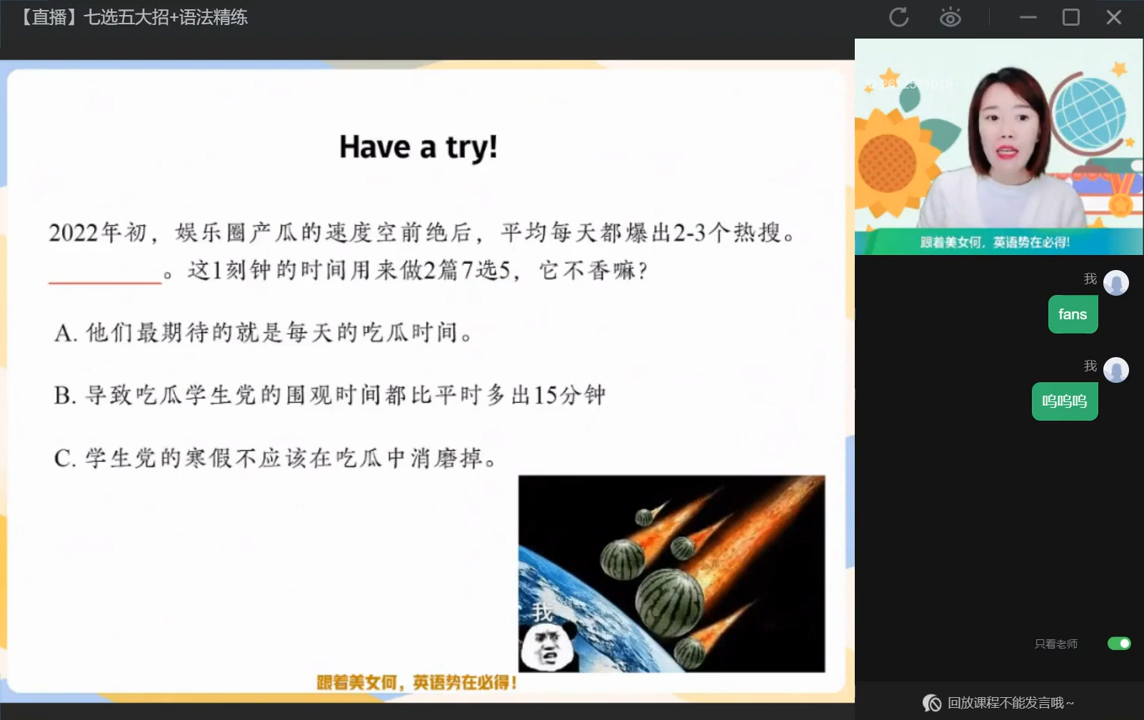 【直播】七选五大招+语法精练
Have a try!
2022年初，娱乐圈产瓜的速度空前绝后，平均每天都爆出2-3个热搜。
。这1刻钟的时间用来做2篇7选5，它不香嘛？
A. 他们最期待的就是每天的吃瓜时间。
B. 导致吃瓜学生党的围观时间都比平时多出15分钟
C. 学生党的寒假不应该在吃瓜中消磨掉。
我
跟着美女何，英语势在必得！
跟着美女何，英语势在必得!
我
fans
我
呜呜呜
只看老师
回放课程不能发言哦~